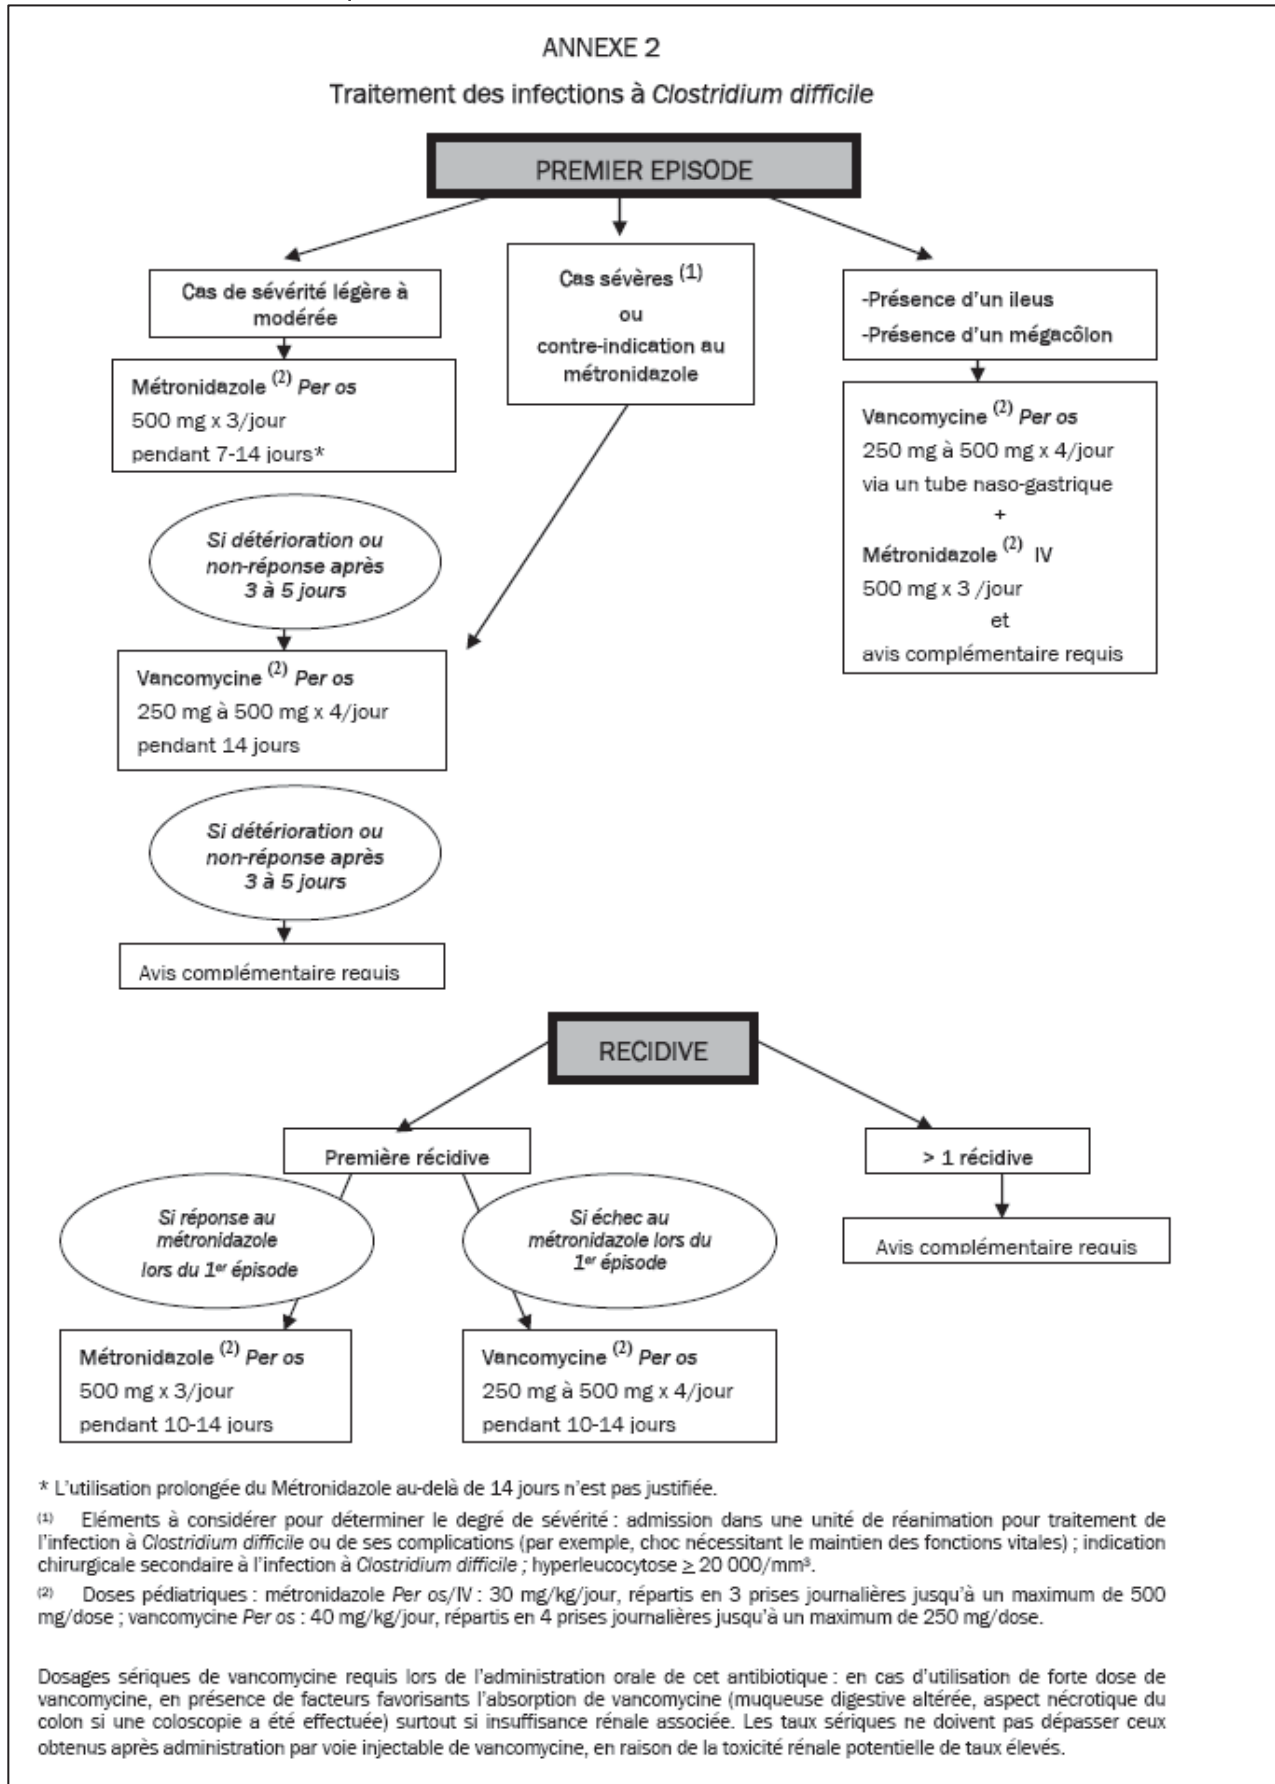 ANNEXE 2
Traitement des infections à Clostridium difficile
PREMIER EPISODE
Cas de sévérité légère à
modérée
Métronidazole (2) Per os
500 mg x 3/jour
pendant 7-14 jours*
Si détérioration ou
non-réponse après
3 à 5 jours
Cas sévères (1)
ou
contre-indication au
métronidazole
Vancomycine (2) Per os
250 mg à 500 mg x 4/jour
pendant 14 jours
Si détérioration ou
non-réponse après
3 à 5 jours
Avis complémentaire requis
-Présence d'un ileus
-Présence d'un mégacôlon
Vancomycine (2) Per os
250 mg à 500 mg x 4/jour
via un tube naso-gastrique
+
Métronidazole (2) IV
500 mg x 3 /jour
et
avis complémentaire requis
RECIDIVE
Première récidive
Si réponse au
métronidazole
lors du 1er épisode
Métronidazole (2) Per os
500 mg x 3/jour
pendant 10-14 jours
Si échec au
métronidazole lors du
1er épisode
Vancomycine (2) Per os
250 mg à 500 mg x 4/jour
pendant 10-14 jours
> 1 récidive
Avis complémentaire requis
* L'utilisation prolongée du Métronidazole au-delà de 14 jours n'est pas justifiée.
(1) Eléments à considérer pour déterminer le degré de sévérité : admission dans une unité de réanimation pour traitement de
l'infection à Clostridium difficile ou de ses complications (par exemple, choc nécessitant le maintien des fonctions vitales) ; indication
chirurgicale secondaire à l'infection à Clostridium difficile ; hyperleucocytose ≥ 20 000/mm³.
(2) Doses pédiatriques : métronidazole Per os/IV : 30 mg/kg/jour, répartis en 3 prises journalières jusqu'à un maximum de 500
mg/dose ; vancomycine Per os : 40 mg/kg/jour, répartis en 4 prises journalières jusqu'à un maximum de 250 mg/dose.
Dosages sériques de vancomycine requis lors de l'administration orale de cet antibiotique : en cas d'utilisation de forte dose de
vancomycine, en présence de facteurs favorisants l'absorption de vancomycine (muqueuse digestive altérée, aspect nécrotique du
colon si une coloscopie a été effectuée) surtout si insuffisance rénale associée. Les taux sériques ne doivent pas dépasser ceux
obtenus après administration par voie injectable de vancomycine, en raison de la toxicité rénale potentielle de taux élevés.